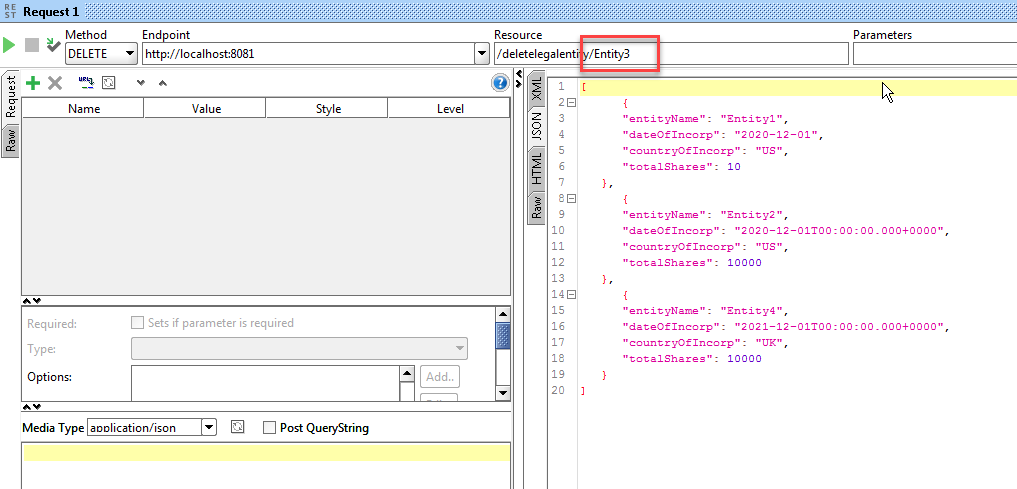 REST Request 1
Method Endpoint Resource Parameters
DELETE http://localhost:8081 /deletelegalentity/Entity3
Request
Raw
URL
?
Name Value Style Level
Required: Sets if parameter is required
Type:
Options: Add..
Media Type application/json Post QueryString
XML
JSON
HTML
Raw
1 [
2 {
3 "entityName": "Entity1",
4 "dateOfIncorp": "2020-12-01",
5 "countryOfIncorp": "US",
6 "totalShares": 10
7 },
8 {
9 "entityName": "Entity2",
10 "dateOfIncorp": "2020-12-01T00:00:00.000+0000",
11 "countryOfIncorp": "US",
12 "totalShares": 10000
13 },
14 {
15 "entityName": "Entity4",
16 "dateOfIncorp": "2021-12-01T00:00:00.000+0000",
17 "countryOfIncorp": "UK",
18 "totalShares": 10000
19 }
20 ]